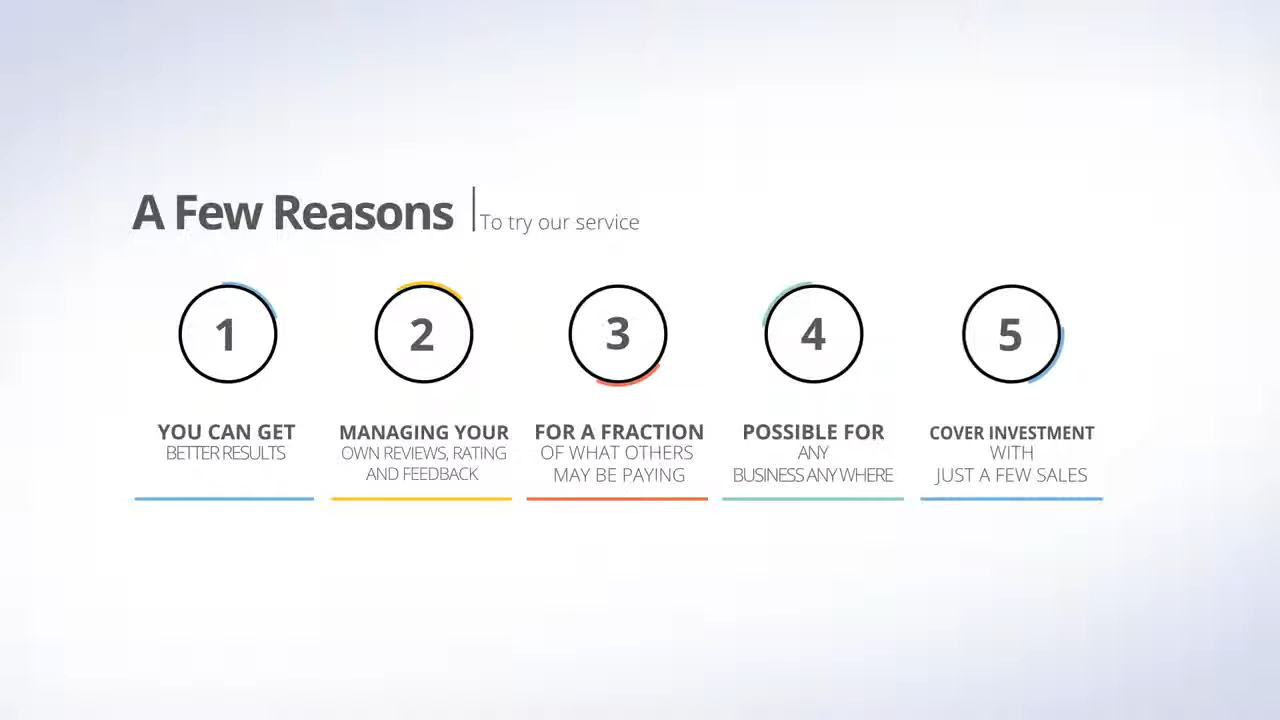 A Few Reasons
To try our service
1
2
3
4
5
YOU CAN GET
BETTER RESULTS
MANAGING YOUR
OWN REVIEWS, RATING
AND FEEDBACK
FOR A FRACTION
OF WHAT OTHERS
MAY BE PAYING
POSSIBLE FOR
ANY
BUSINESS ANY WHERE
COVER INVESTMENT
WITH
JUST A FEW SALES